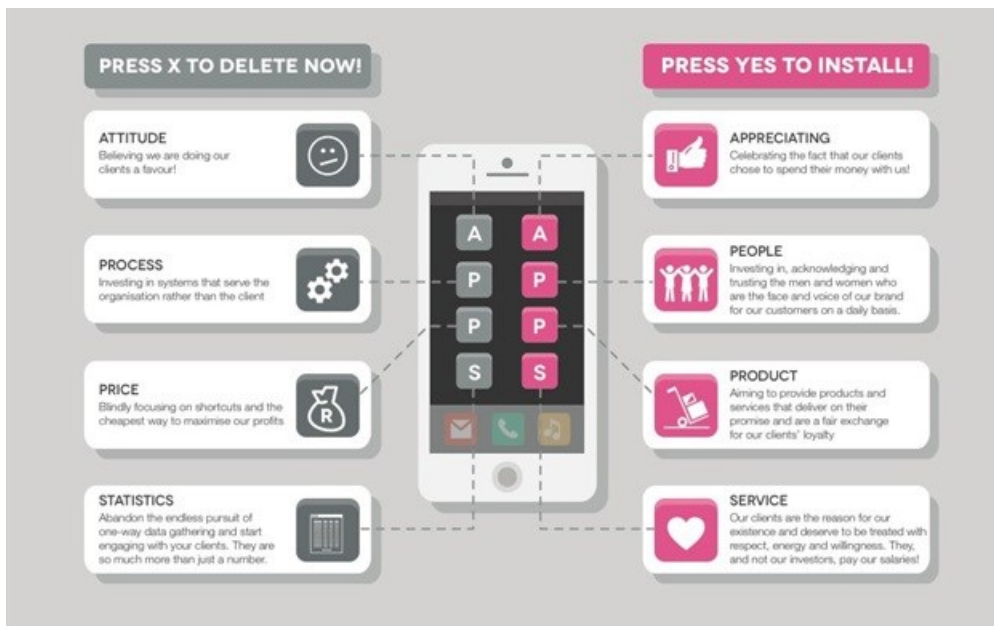 PRESS X TO DELETE NOW!
ATTITUDE
Believing we are doing our
clients a favour!
PROCESS
Investing in systems that serve the
organisation rather than the client
PRICE
Blindly focusing on shortcuts and the
cheapest way to maximise our profits
R
STATISTICS
Abandon the endless pursuit of
one-way data gathering and start
engaging with your clients. They are
so much more than just a number.
A A
P P
P P
S S
PRESS YES TO INSTALL!
APPRECIATING
Celebrating the fact that our clients
chose to spend their money with us!
PEOPLE
Investing in, acknowledging and
trusting the men and women who
are the face and voice of our brand
for our customers on a daily basis.
PRODUCT
Aiming to provide products and
services that deliver on their
promise and are a fair exchange
for our clients' loyalty
SERVICE
Our clients are the reason for our
existence and deserve to be treated with
respect, energy and willingness. They,
and not our investors, pay our salaries!